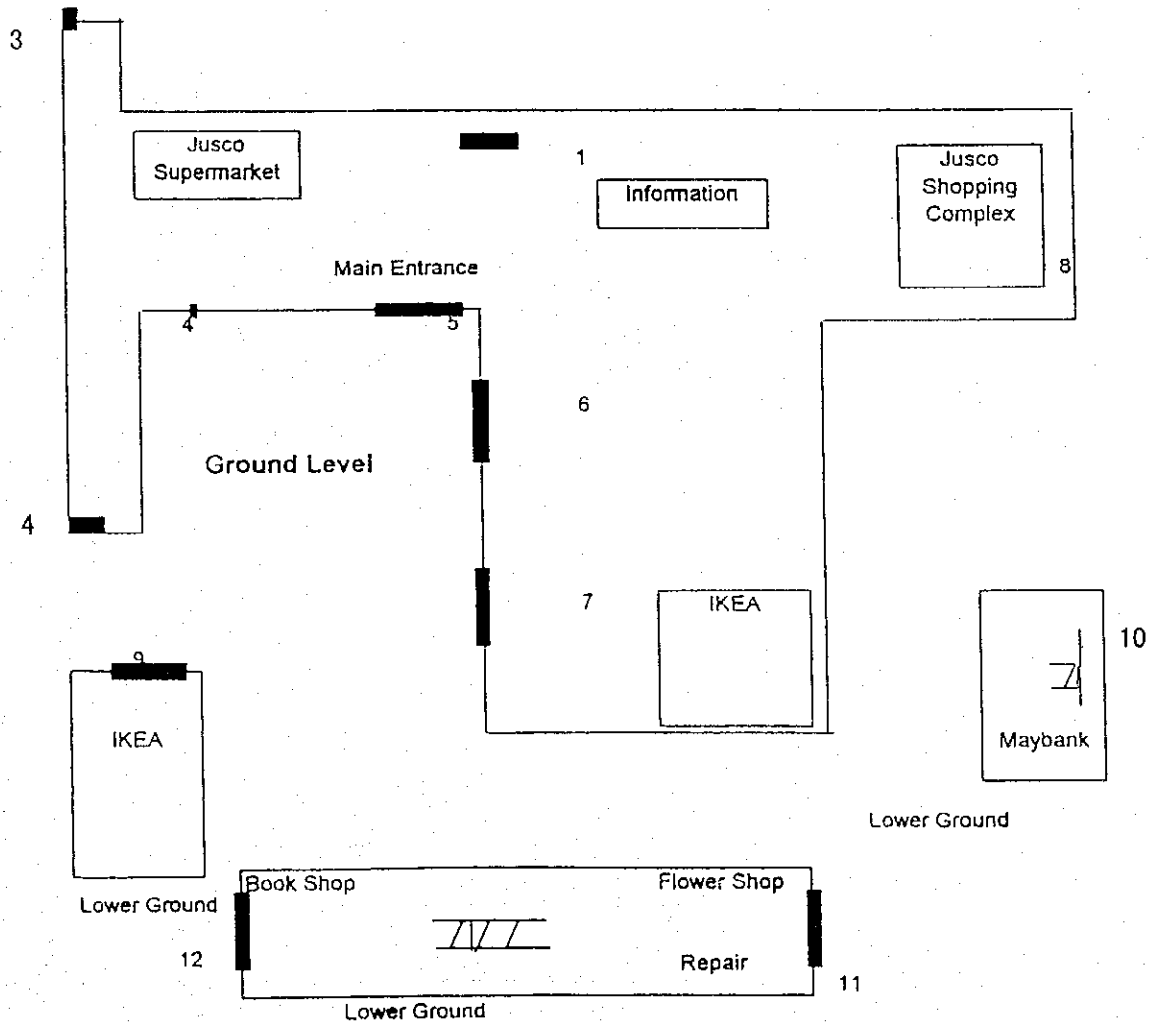 3
Jusco
Supermarket
1
Information
Jusco
Shopping
Complex
Main Entrance
8
4
5
6
Ground Level
4
7
IKEA
10
9
IKEA
Maybank
Lower Ground
Book Shop
Flower Shop
Lower Ground
12
Repair
11
Lower Ground